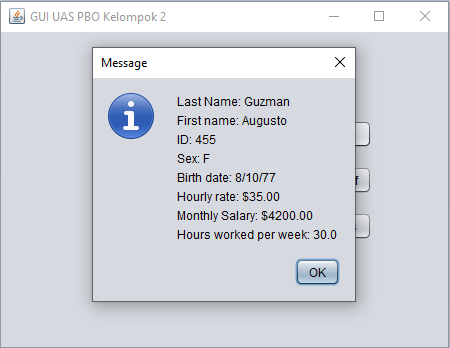 GUI UAS PBO Kelompok 2
Message
Last Name: Guzman
First name: Augusto
ID: 455
Sex: F
Birth date: 8/10/77
Hourly rate: $35.00
Monthly Salary: $4200.00
Hours worked per week: 30.0
OK